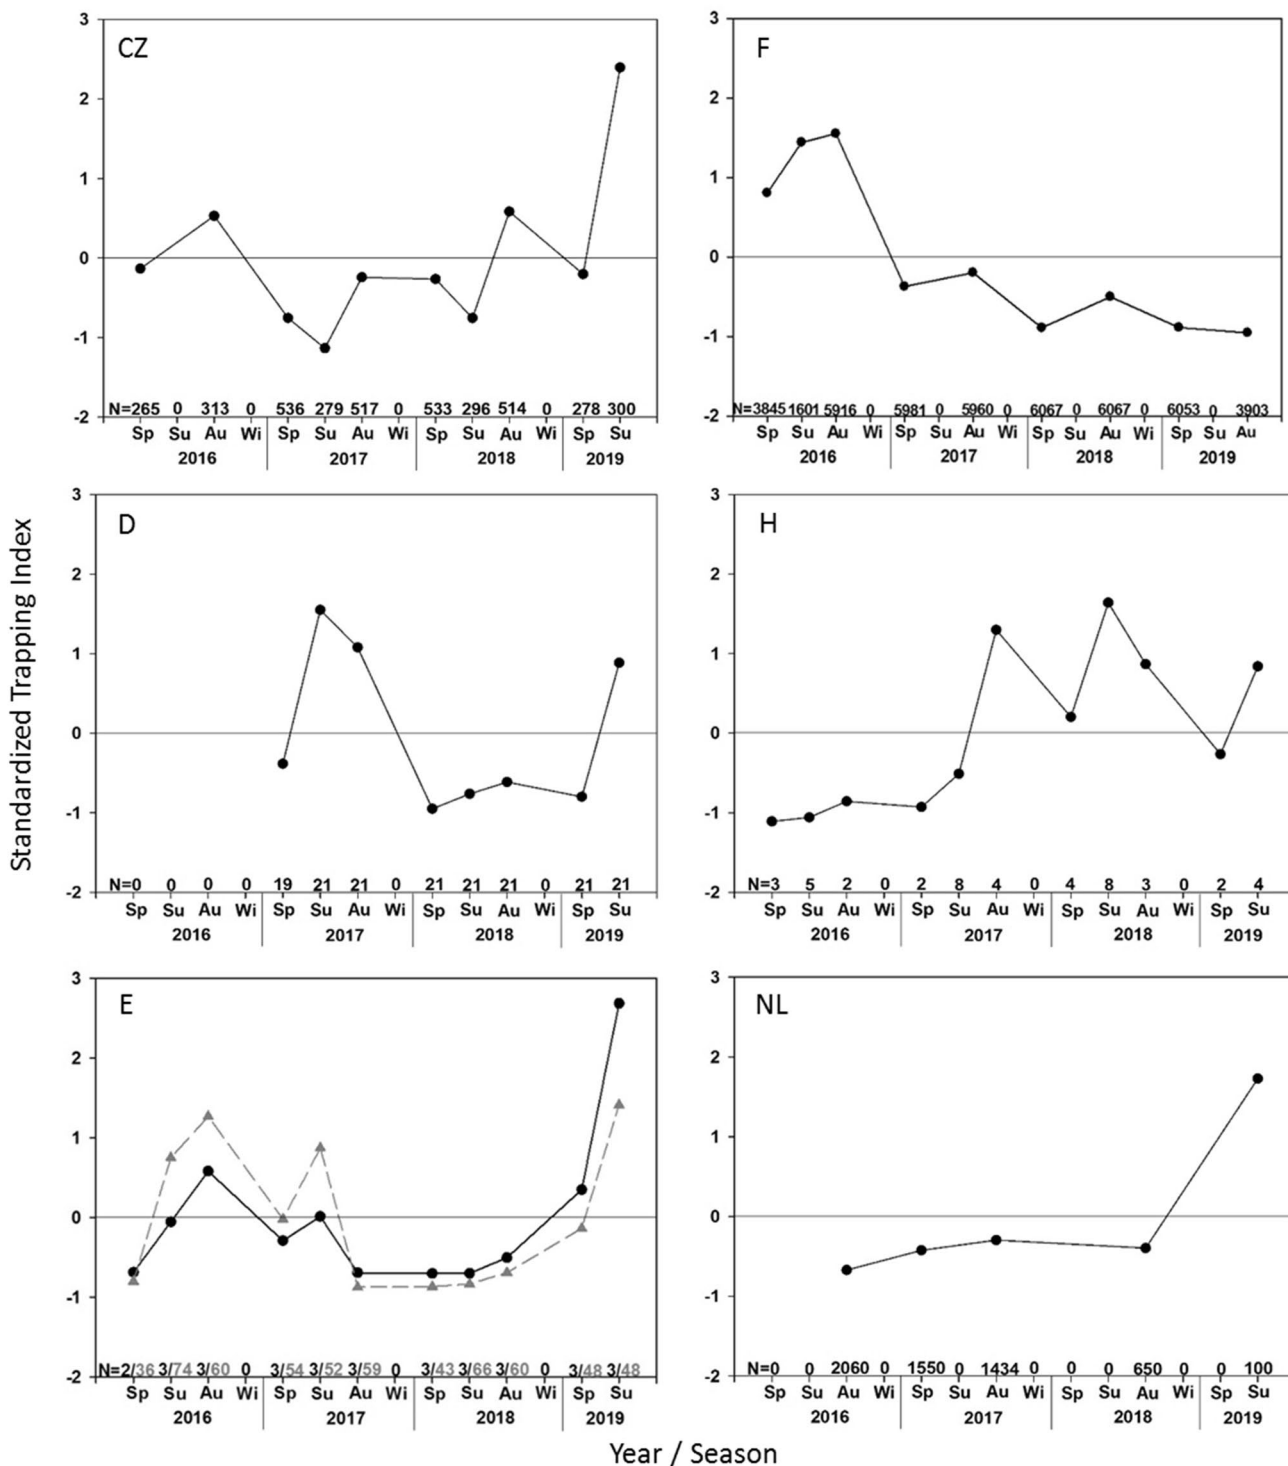 Standardized Trapping Index
CZ
3
2
1
0
-1
-2
N=265 0 313 0 536 279 517 0 533 296 514 0 278 300
Sp Su Au Wi Sp Su Au Wi Sp Su Au Wi Sp Su
2016 2017 2018 2019
F
3
2
1
0
-1
-2
N=3845 1601 5916 0 5981 0 5960 0 6067 0 6067 0 6053 0 3903
Sp Su Au Wi Sp Su Au Wi Sp Su Au Wi Sp Su Au
2016 2017 2018 2019
D
3
2
1
0
-1
-2
N=0 0 0 0 19 21 21 0 21 21 21 0 21 21
Sp Su Au Wi Sp Su Au Wi Sp Su Au Wi Sp Su
2016 2017 2018 2019
H
3
2
1
0
-1
-2
N=3 5 2 0 2 8 4 0 4 8 3 0 2 4
Sp Su Au Wi Sp Su Au Wi Sp Su Au Wi Sp Su
2016 2017 2018 2019
E
3
2
1
0
-1
-2
N=2/36 3/74 3/60 0 3/54 3/52 3/59 0 3/43 3/66 3/60 0 3/48 3/48
Sp Su Au Wi Sp Su Au Wi Sp Su Au Wi Sp Su
2016 2017 2018 2019
NL
3
2
1
0
-1
-2
N=0 0 2060 0 1550 0 1434 0 0 0 650 0 0 100
Sp Su Au Wi Sp Su Au Wi Sp Su Au Wi Sp Su
2016 2017 2018 2019
Year / Season